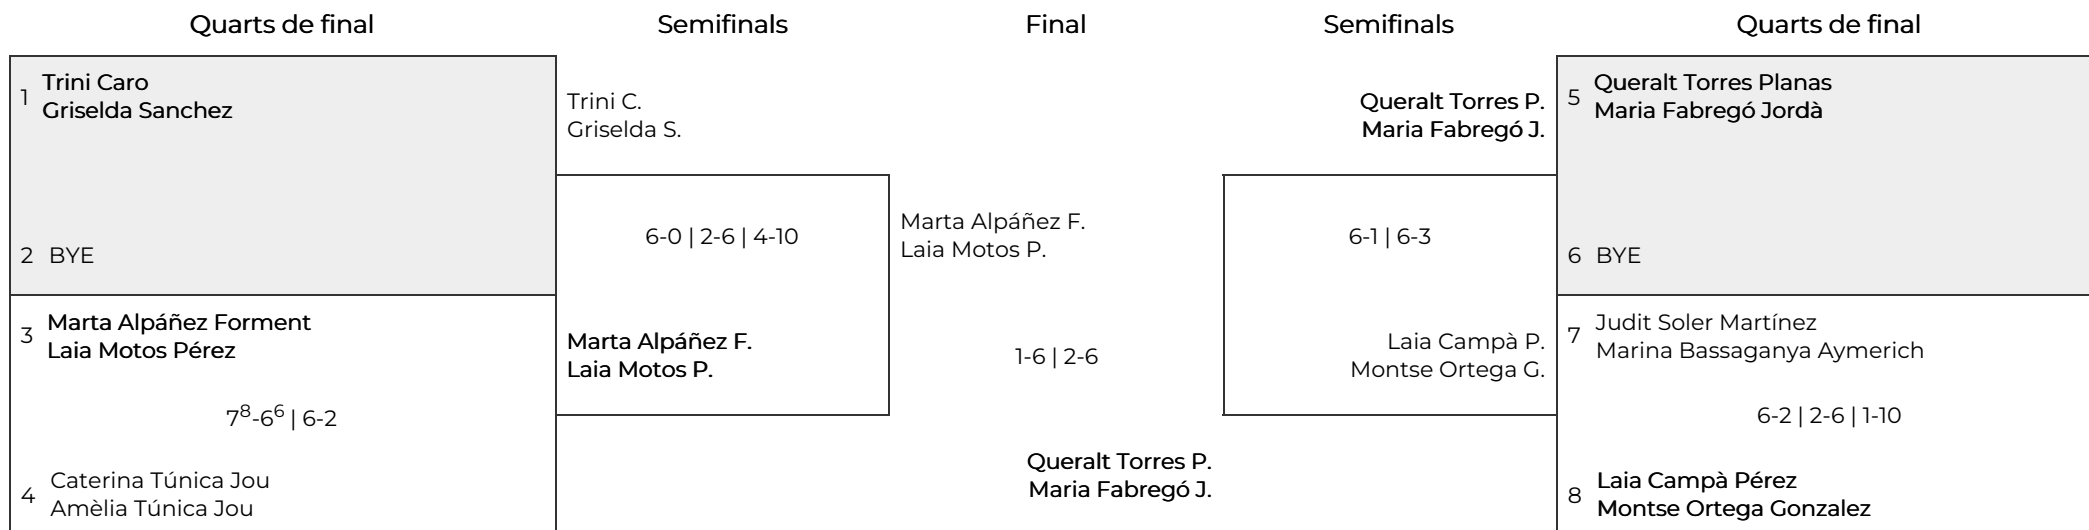 Quarts de final
Semifinals
Final
Semifinals
Quarts de final
1
Trini Caro
Griselda Sanchez
2 BYE
3
Marta Alpáñez Forment
Laia Motos Pérez
7⁸-6⁶ | 6-2
4
Caterina Túnica Jou
Amèlia Túnica Jou
Trini C.
Griselda S.
6-0 | 2-6 | 4-10
Marta Alpáñez F.
Laia Motos P.
Marta Alpáñez F.
Laia Motos P.
1-6 | 2-6
Queralt Torres P.
Maria Fabregó J.
Queralt Torres P.
Maria Fabregó J.
6-1 | 6-3
Laia Campà P.
Montse Ortega G.
5
Queralt Torres Planas
Maria Fabregó Jordà
6 BYE
7
Judit Soler Martínez
Marina Bassaganya Aymerich
6-2 | 2-6 | 1-10
8
Laia Campà Pérez
Montse Ortega Gonzalez